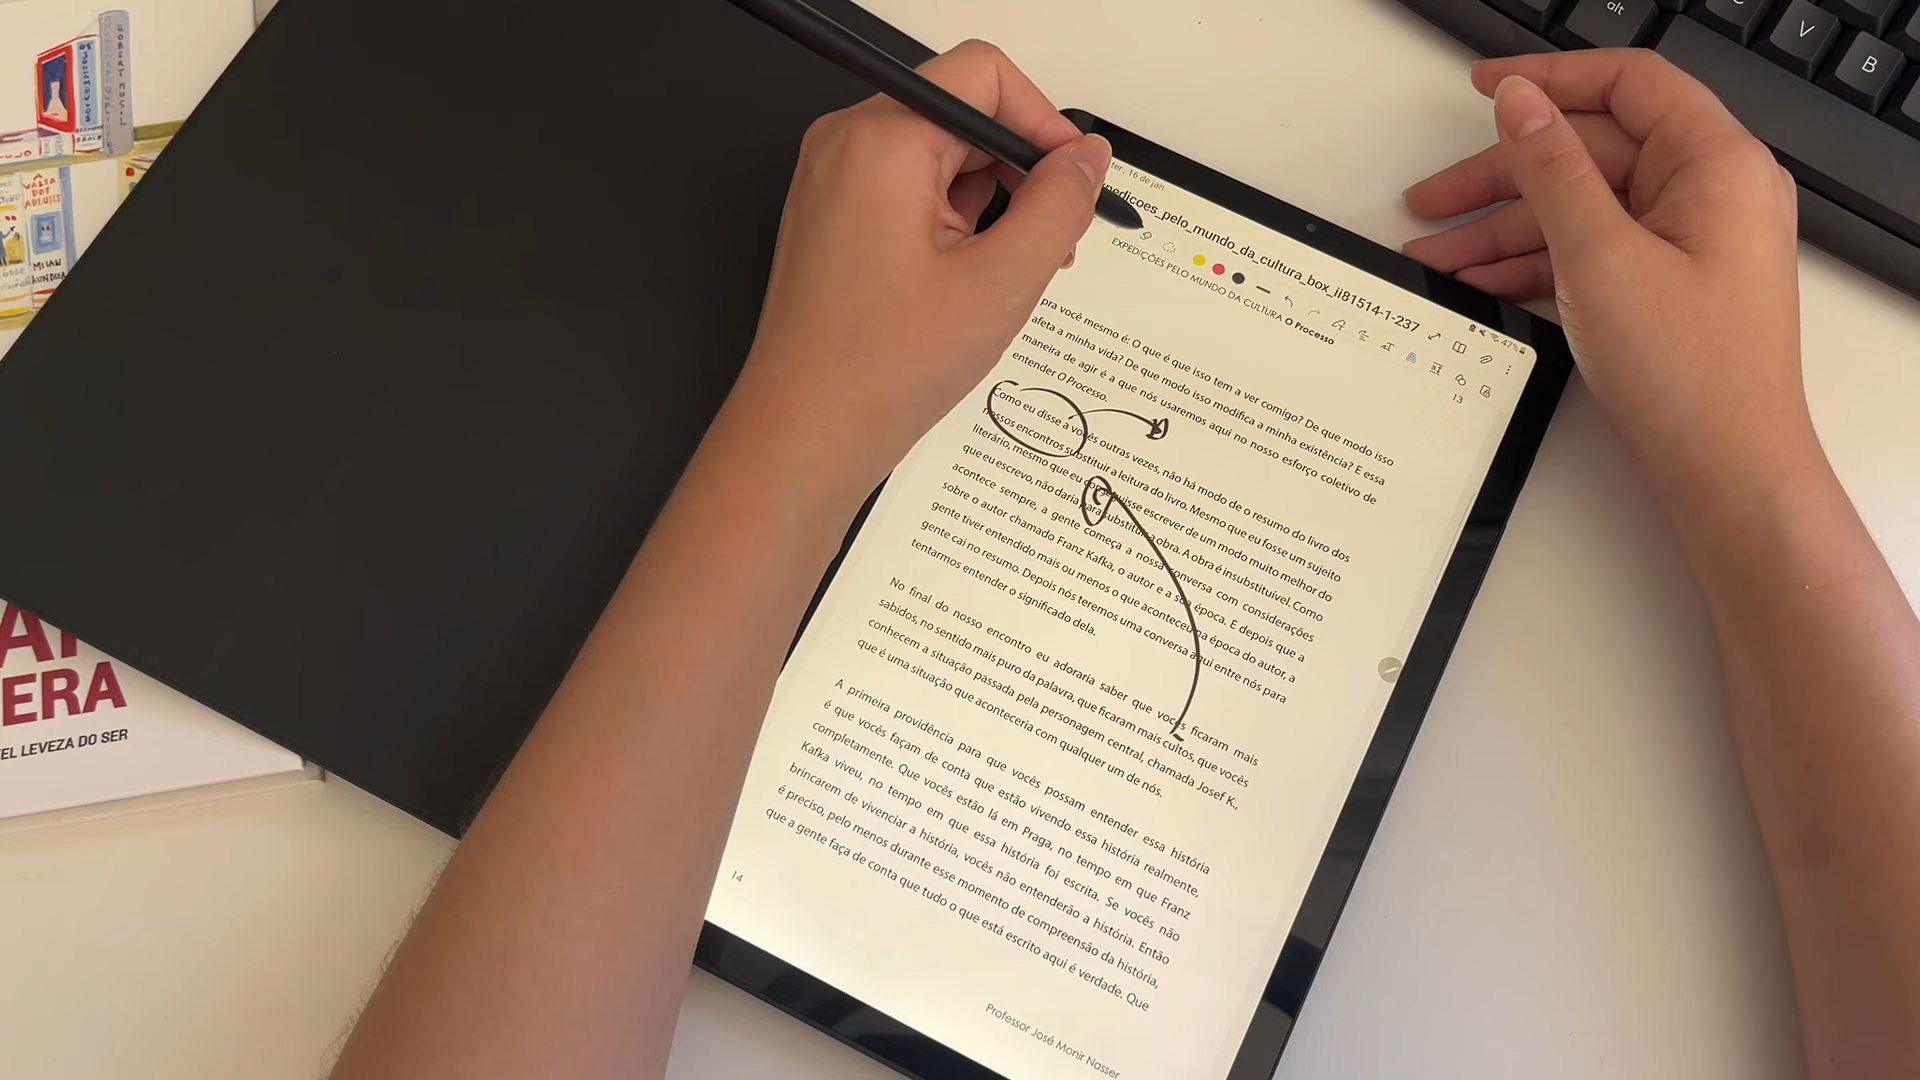 OS SONÂMBULOS
ROBERT MUSIL
A VALSA DOS ADEUSES
MILAN KUNDERA
ERA
EL LEVEZA DO SER
alt
V
B
ter., 16 de jan.
pedicoes_pelo_mundo_da_cultura_box_ii81514-1-237
47%
EXPEDIÇÕES PELO MUNDO DA CULTURA O Processo
13
pra você mesmo é: O que é que isso tem a ver comigo? De que modo isso
afeta a minha vida? De que modo isso modifica a minha existência? E essa
maneira de agir é a que nós usaremos aqui no nosso esforço coletivo de
entender O Processo.
Como eu disse a vocês outras vezes, não há modo de o resumo do livro dos
nossos encontros substituir a leitura do livro. Mesmo que eu fosse um sujeito
literário, mesmo que eu conseguisse escrever de um modo muito melhor do
que eu escrevo, não daria para substituir a obra. A obra é insubstituível. Como
acontece sempre, a gente começa a nossa conversa com considerações
sobre o autor chamado Franz Kafka, o autor e a sua época. E depois que a
gente tiver entendido mais ou menos o que aconteceu na época do autor, a
gente cai no resumo. Depois nós teremos uma conversa aqui entre nós para
tentarmos entender o significado dela.
No final do nosso encontro eu adoraria saber que vocês ficaram mais
sabidos, no sentido mais puro da palavra, que ficaram mais cultos, que vocês
conhecem a situação passada pela personagem central, chamada Josef K.,
que é uma situação que aconteceria com qualquer um de nós.
A primeira providência para que vocês possam entender essa história
é que vocês façam de conta que estão vivendo essa história realmente,
completamente. Que vocês estão lá em Praga, no tempo em que Franz
Kafka viveu, no tempo em que essa história foi escrita. Se vocês não
brincarem de vivenciar a história, vocês não entenderão a história. Então
é preciso, pelo menos durante esse momento de compreensão da história,
que a gente faça de conta que tudo o que está escrito aqui é verdade. Que
14
Professor José Monir Nasser